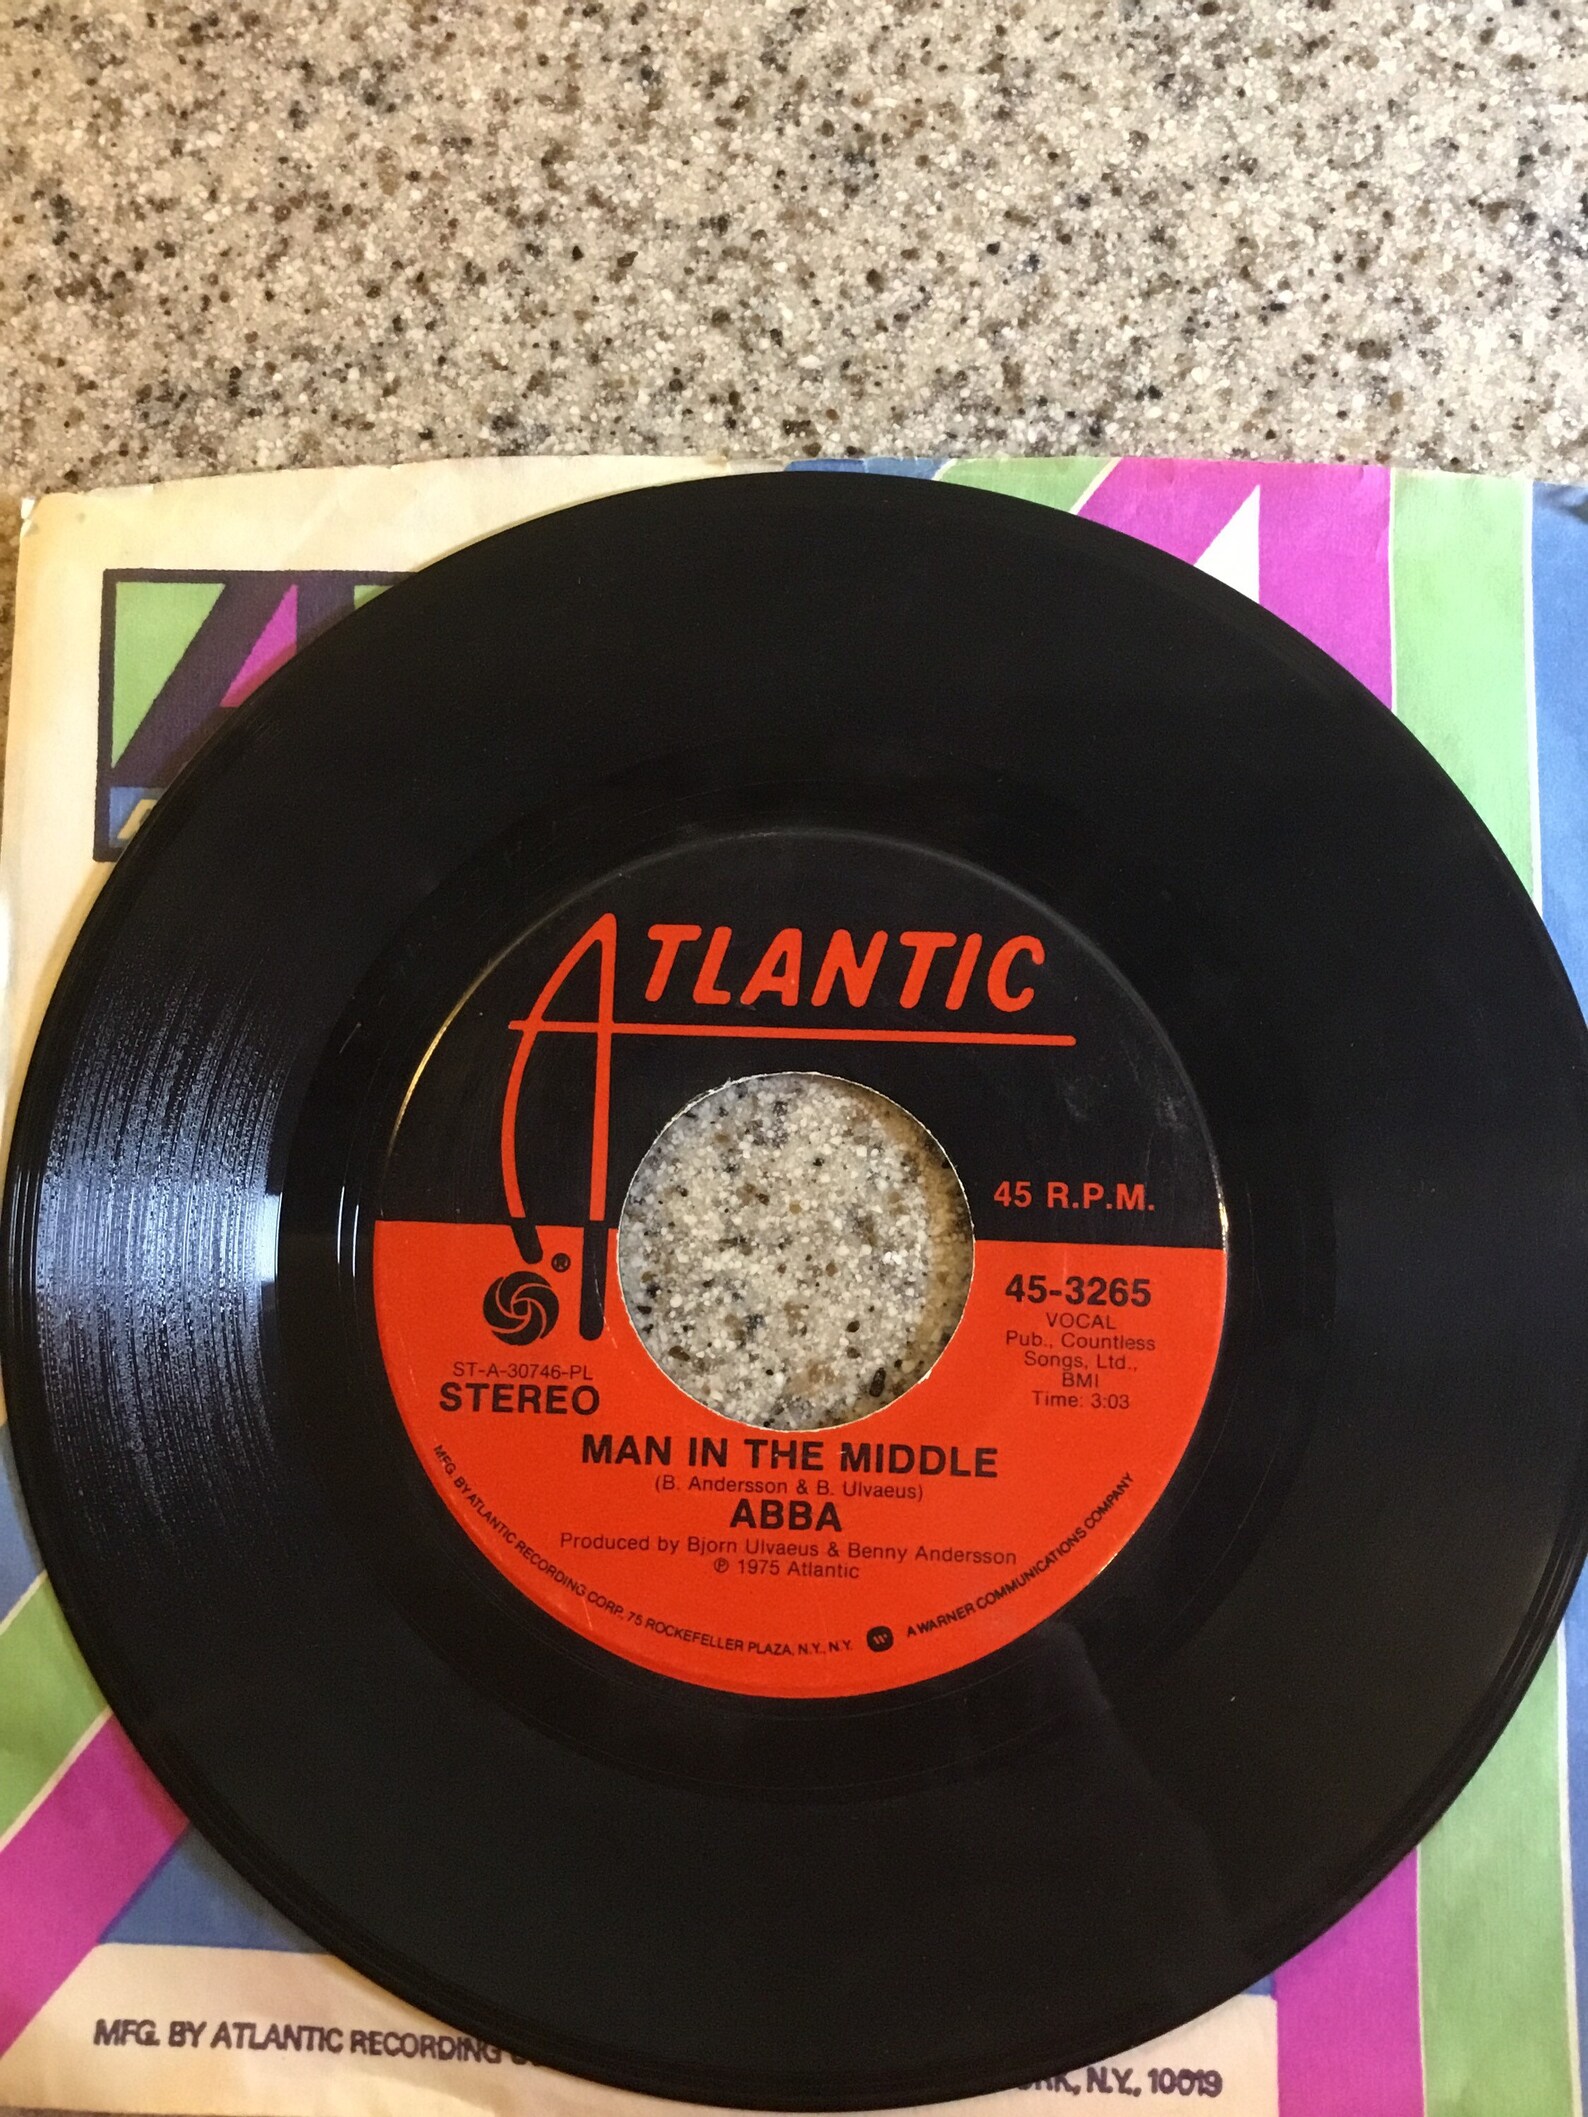 ATLANTIC
45 R.P.M.
®
ST-A-30746-PL
STEREO
45-3265
VOCAL
Pub., Countless
Songs, Ltd.,
BMI
Time: 3:03
MAN IN THE MIDDLE
(B. Andersson & B. Ulvaeus)
ABBA
Produced by Bjorn Ulvaeus & Benny Andersson
℗ 1975 Atlantic
MFG. BY ATLANTIC RECORDING CORP., 75 ROCKEFELLER PLAZA, N.Y., N.Y. A WARNER COMMUNICATIONS COMPANY
MFG. BY ATLANTIC RECORDING N.Y., 10019